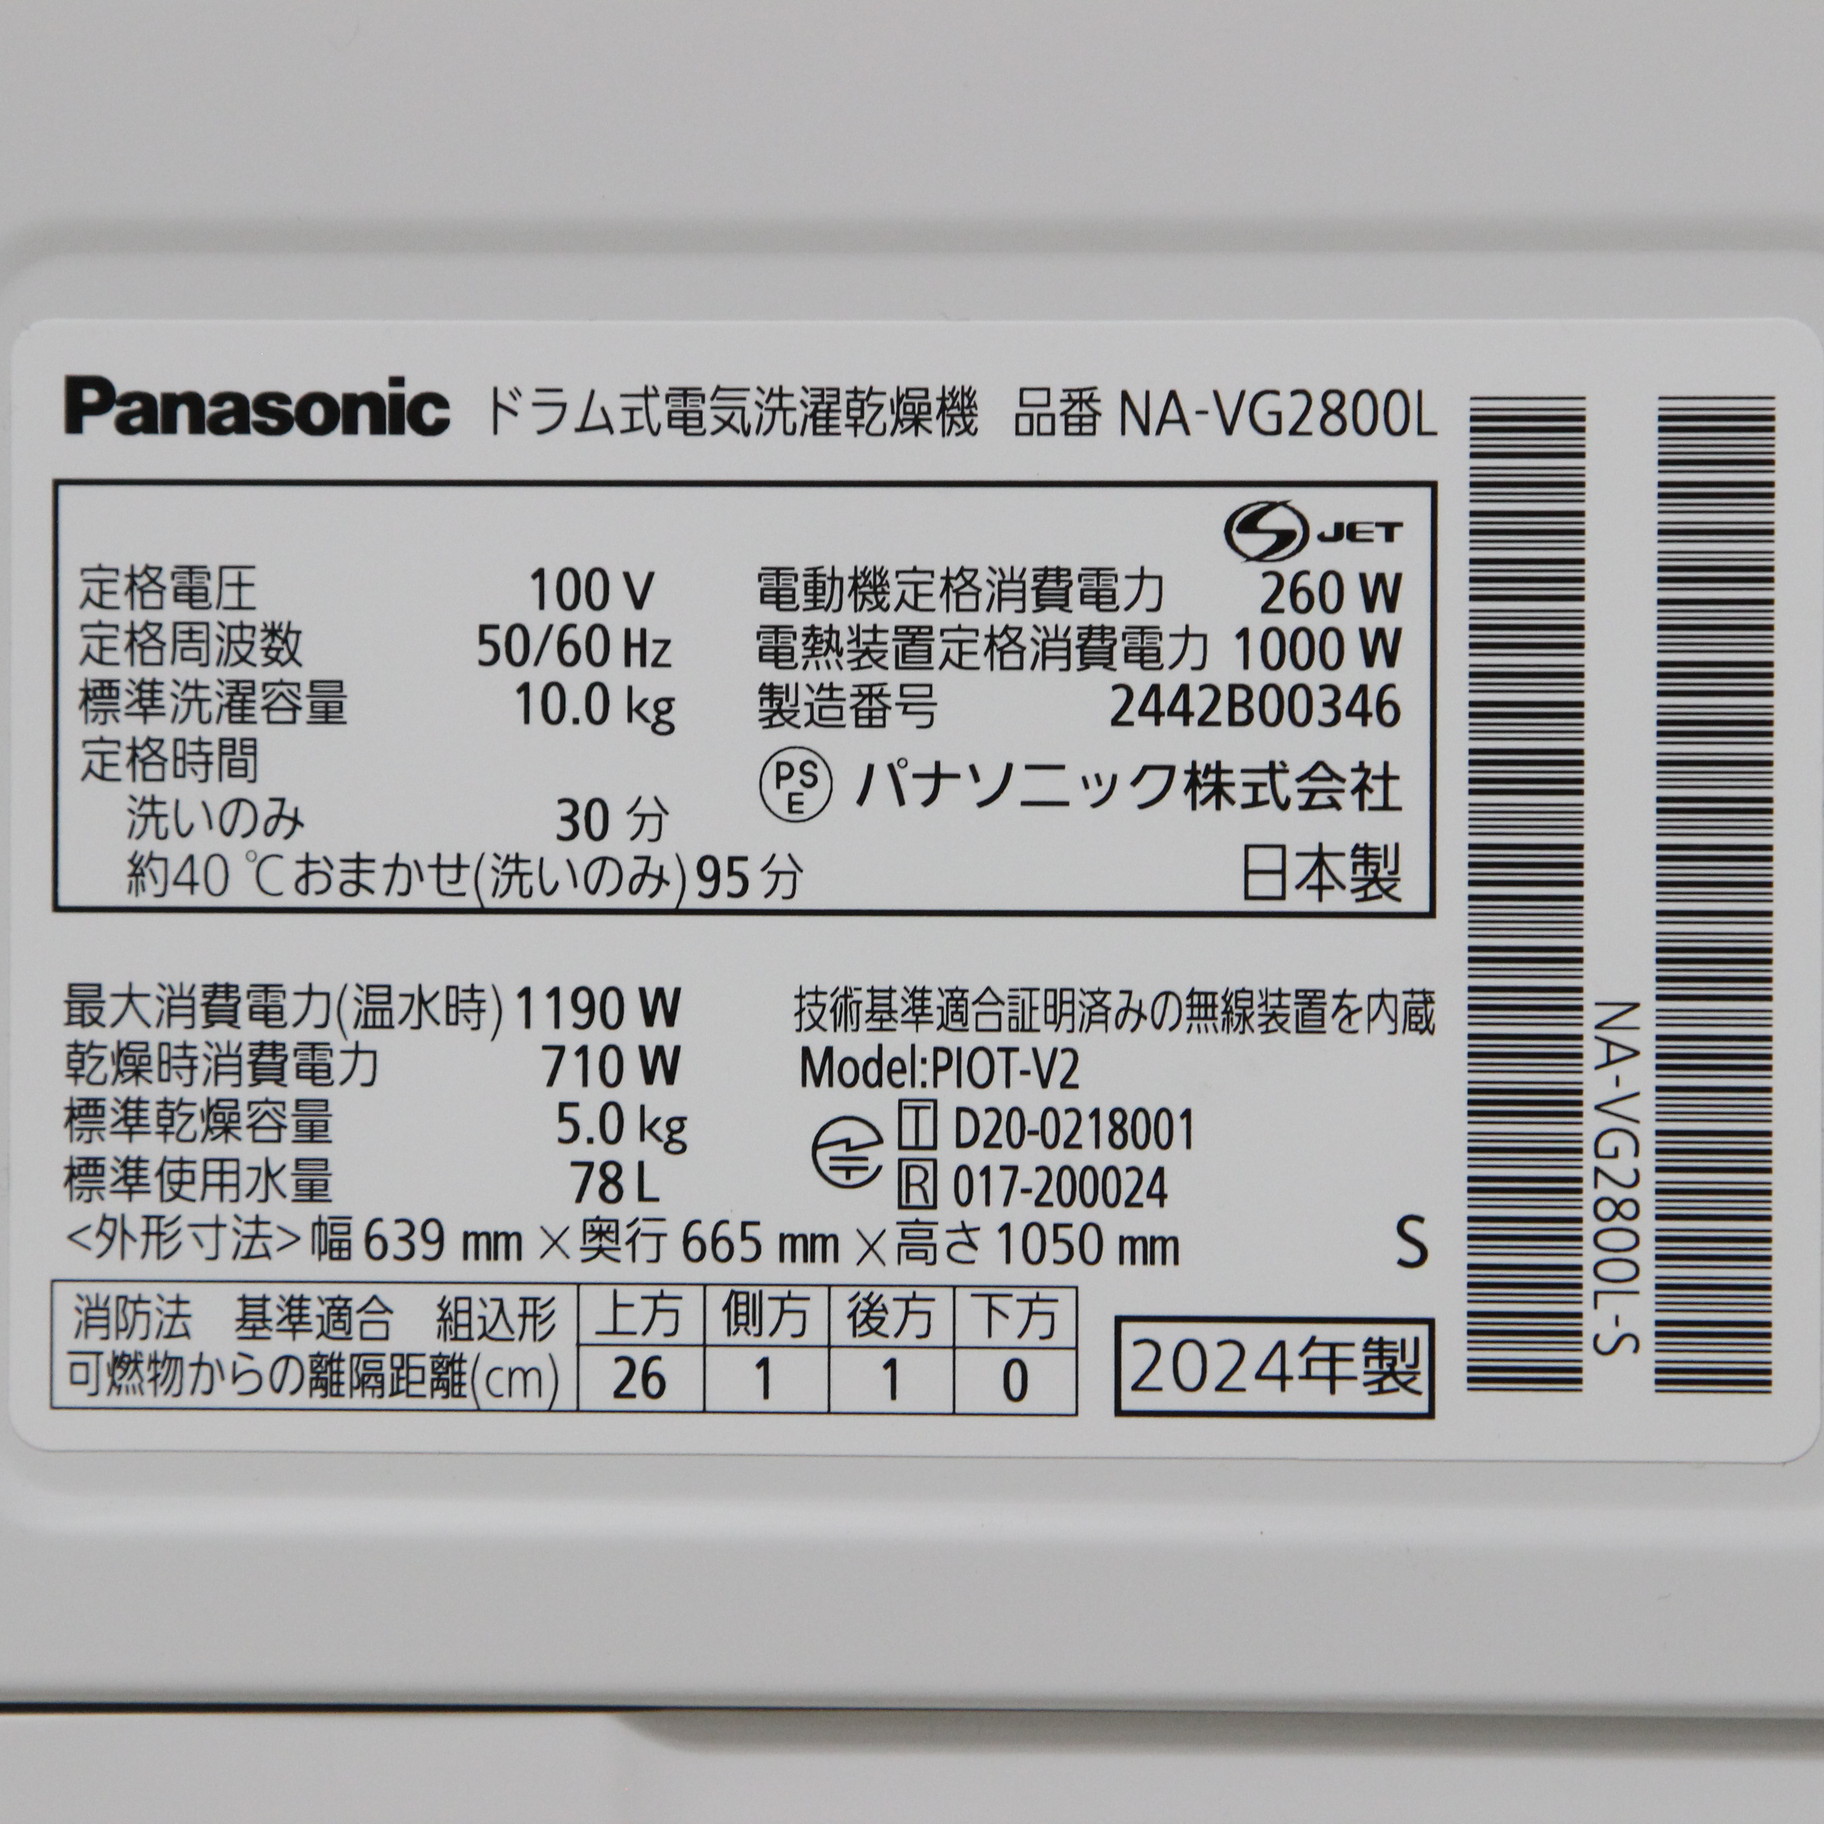 Panasonic ドラム式電気洗濯乾燥機 品番 NA-VG2800L
JET
定格電圧 100 V
定格周波数 50/60 Hz
標準洗濯容量 10.0 kg
定格時間
洗いのみ 30 分
約40℃おまかせ(洗いのみ) 95 分
電動機定格消費電力 260 W
電熱装置定格消費電力 1000 W
製造番号 2442B00346
PSE パナソニック株式会社
日本製
最大消費電力(温水時) 1190 W
乾燥時消費電力 710 W
標準乾燥容量 5.0 kg
標準使用水量 78 L
<外形寸法>幅 639 mm×奥行 665 mm×高さ 1050 mm
技術基準適合証明済みの無線装置を内蔵
Model:PIOT-V2
T D20-0218001
R 017-200024
S
消防法 基準適合 組込形 上方 側方 後方 下方
可燃物からの離隔距離(cm) 26 1 1 0
2024年製
NA-VG2800L-S